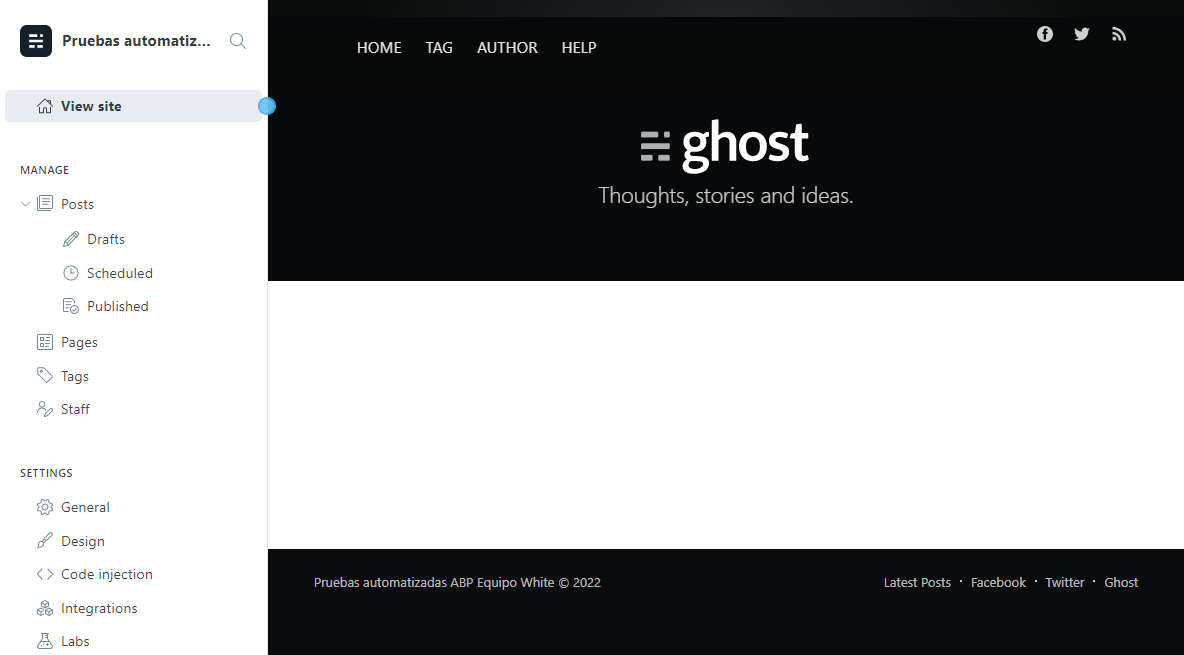 Pruebas automatiz...
View site
MANAGE
Posts
Drafts
Scheduled
Published
Pages
Tags
Staff
SETTINGS
General
Design
Code injection
Integrations
Labs
HOME TAG AUTHOR HELP
ghost
Thoughts, stories and ideas.
Pruebas automatizadas ABP Equipo White © 2022
Latest Posts · Facebook · Twitter · Ghost